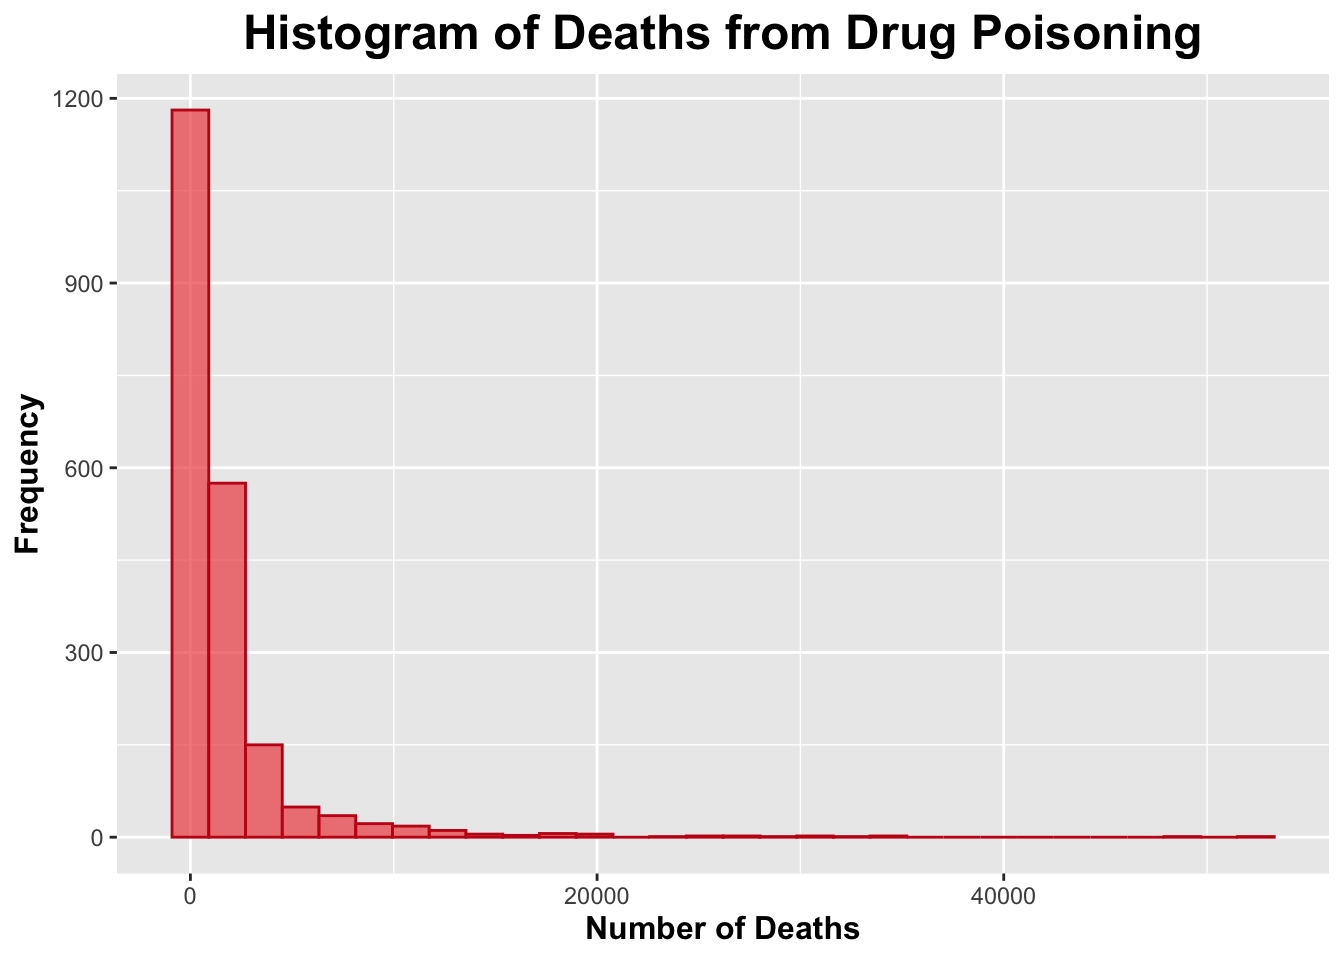 Histogram of Deaths from Drug Poisoning
1200
900
600
300
0
Frequency
0 20000 40000
Number of Deaths